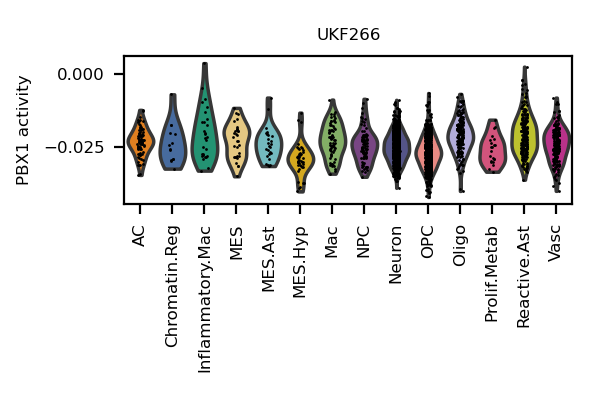 UKF266
PBX1 activity
0.000
−0.025
AC
Chromatin.Reg
Inflammatory.Mac
MES
MES.Ast
MES.Hyp
Mac
NPC
Neuron
OPC
Oligo
Prolif.Metab
Reactive.Ast
Vasc